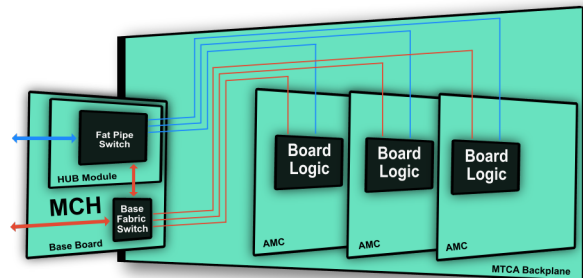 Fat Pipe
Switch
HUB Module
MCH
Base
Fabric
Switch
Base Board
Board
Logic
AMC
Board
Logic
AMC
Board
Logic
AMC
MTCA Backplane